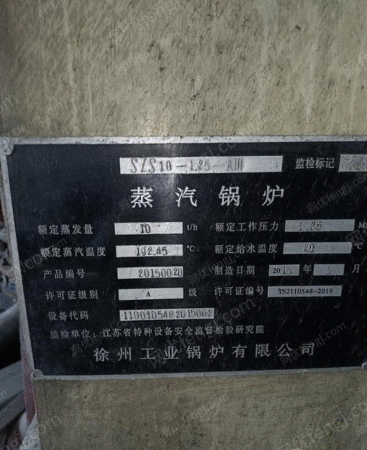 SZS10-1.25-AIII 监检标记
蒸汽锅炉
额定蒸发量 10 t/h 额定工作压力 1.25 M
额定蒸汽温度 192.45 ℃ 额定给水温度 20
产品编号 20150020 制造日期 201 年 月
许可证级别 A 级 许可证编号 TS2110548-2019
设备代码 110010548201500
监检单位: 江苏省特种设备安全监督检验研究院
徐州工业锅炉有限公司